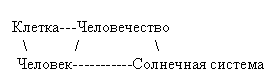 Клетка---Человечество
\ / \
Человек-----------Солнечная система